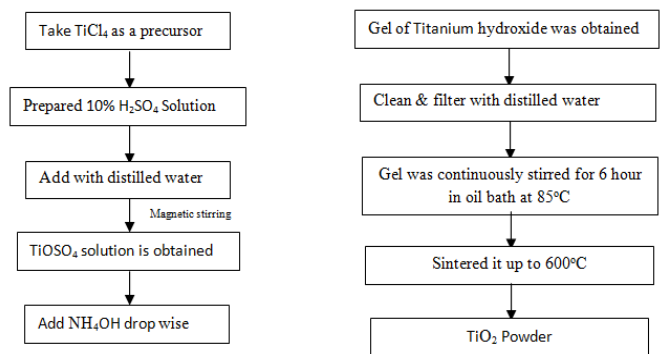 Take TiCl₄ as a precursor
Prepared 10% H₂SO₄ Solution
Add with distilled water
Magnetic stirring
TiOSO₄ solution is obtained
Add NH₄OH drop wise
Gel of Titanium hydroxide was obtained
Clean & filter with distilled water
Gel was continuously stirred for 6 hour
in oil bath at 85°C
Sintered it up to 600°C
TiO₂ Powder